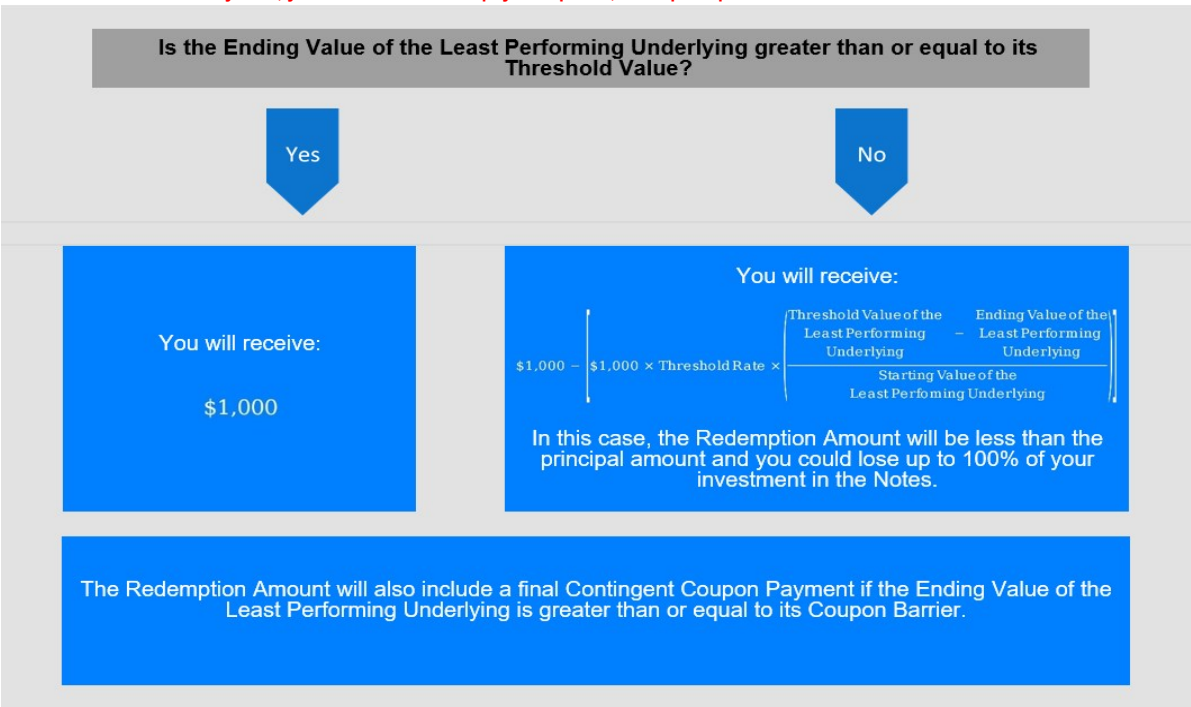 Is the Ending Value of the Least Performing Underlying greater than or equal to its
Threshold Value?
Yes
No
You will receive:
$1,000
You will receive:
$1,000 − [$1,000 × Threshold Rate × (
Threshold Value of the
Least Performing
Underlying
−
Ending Value of the
Least Performing
Underlying
Starting Value of the
Least Perfoming Underlying
)]
In this case, the Redemption Amount will be less than the
principal amount and you could lose up to 100% of your
investment in the Notes.
The Redemption Amount will also include a final Contingent Coupon Payment if the Ending Value of the
Least Performing Underlying is greater than or equal to its Coupon Barrier.